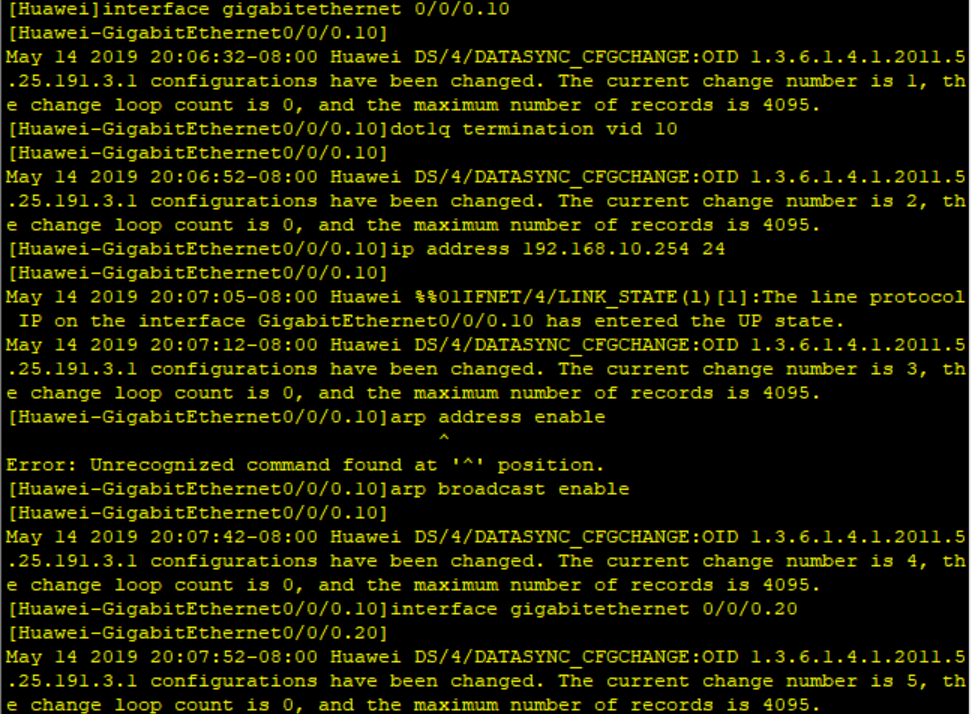 [Huawei]interface gigabitethernet 0/0/0.10
[Huawei-GigabitEthernet0/0/0.10]
May 14 2019 20:06:32-08:00 Huawei DS/4/DATASYNC_CFGCHANGE:OID 1.3.6.1.4.1.2011.5
.25.191.3.1 configurations have been changed. The current change number is 1, th
e change loop count is 0, and the maximum number of records is 4095.
[Huawei-GigabitEthernet0/0/0.10]dot1q termination vid 10
[Huawei-GigabitEthernet0/0/0.10]
May 14 2019 20:06:52-08:00 Huawei DS/4/DATASYNC_CFGCHANGE:OID 1.3.6.1.4.1.2011.5
.25.191.3.1 configurations have been changed. The current change number is 2, th
e change loop count is 0, and the maximum number of records is 4095.
[Huawei-GigabitEthernet0/0/0.10]ip address 192.168.10.254 24
[Huawei-GigabitEthernet0/0/0.10]
May 14 2019 20:07:05-08:00 Huawei %%01IFNET/4/LINK_STATE(l)[1]:The line protocol
 IP on the interface GigabitEthernet0/0/0.10 has entered the UP state.
May 14 2019 20:07:12-08:00 Huawei DS/4/DATASYNC_CFGCHANGE:OID 1.3.6.1.4.1.2011.5
.25.191.3.1 configurations have been changed. The current change number is 3, th
e change loop count is 0, and the maximum number of records is 4095.
[Huawei-GigabitEthernet0/0/0.10]arp address enable
^
Error: Unrecognized command found at '^' position.
[Huawei-GigabitEthernet0/0/0.10]arp broadcast enable
[Huawei-GigabitEthernet0/0/0.10]
May 14 2019 20:07:42-08:00 Huawei DS/4/DATASYNC_CFGCHANGE:OID 1.3.6.1.4.1.2011.5
.25.191.3.1 configurations have been changed. The current change number is 4, th
e change loop count is 0, and the maximum number of records is 4095.
[Huawei-GigabitEthernet0/0/0.10]interface gigabitethernet 0/0/0.20
[Huawei-GigabitEthernet0/0/0.20]
May 14 2019 20:07:52-08:00 Huawei DS/4/DATASYNC_CFGCHANGE:OID 1.3.6.1.4.1.2011.5
.25.191.3.1 configurations have been changed. The current change number is 5, th
e change loop count is 0, and the maximum number of records is 4095.